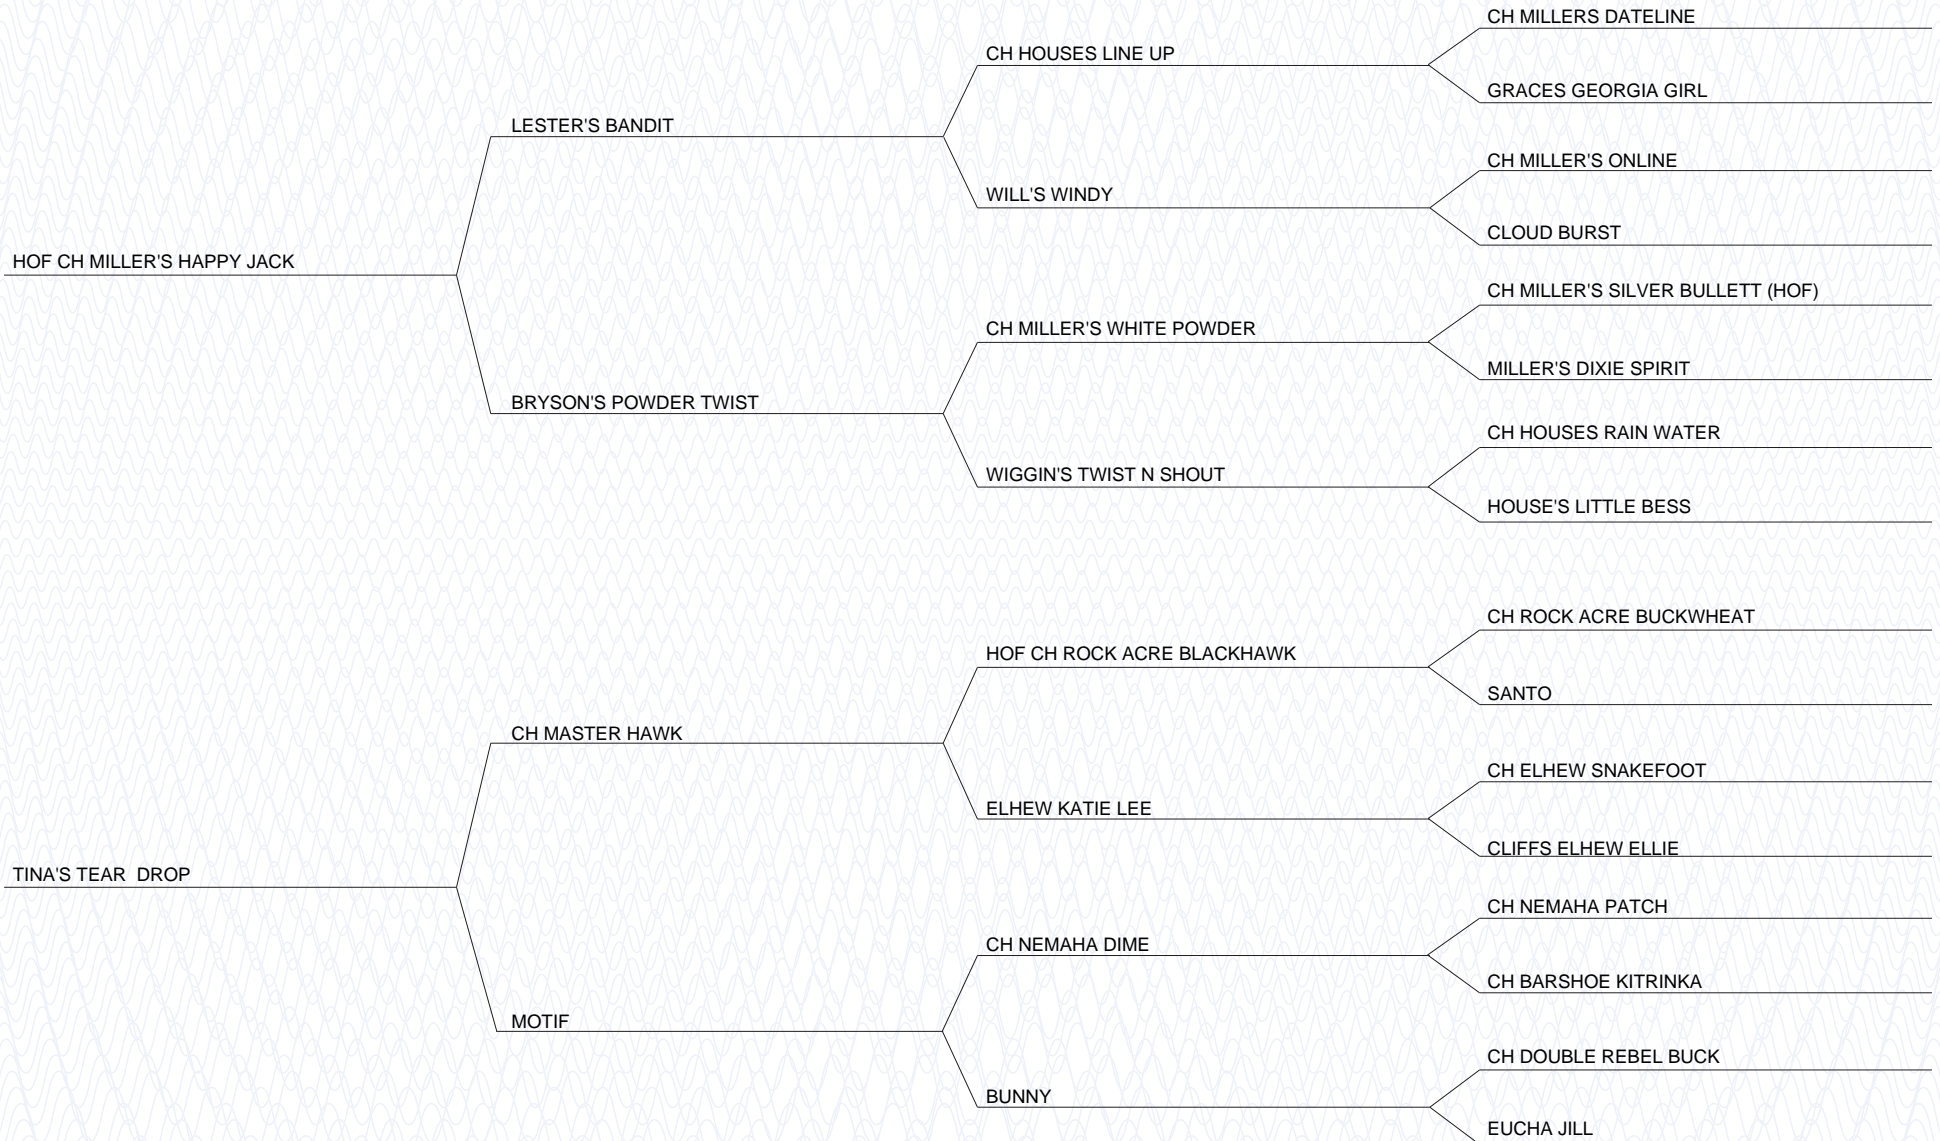 CH MILLERS DATELINE
CH HOUSES LINE UP
GRACES GEORGIA GIRL
LESTER'S BANDIT
CH MILLER'S ONLINE
WILL'S WINDY
CLOUD BURST
HOF CH MILLER'S HAPPY JACK
CH MILLER'S SILVER BULLETT (HOF)
CH MILLER'S WHITE POWDER
MILLER'S DIXIE SPIRIT
BRYSON'S POWDER TWIST
CH HOUSES RAIN WATER
WIGGIN'S TWIST N SHOUT
HOUSE'S LITTLE BESS
CH ROCK ACRE BUCKWHEAT
HOF CH ROCK ACRE BLACKHAWK
SANTO
CH MASTER HAWK
CH ELHEW SNAKEFOOT
ELHEW KATIE LEE
CLIFFS ELHEW ELLIE
TINA'S TEAR  DROP
CH NEMAHA PATCH
CH NEMAHA DIME
CH BARSHOE KITRINKA
MOTIF
CH DOUBLE REBEL BUCK
BUNNY
EUCHA JILL